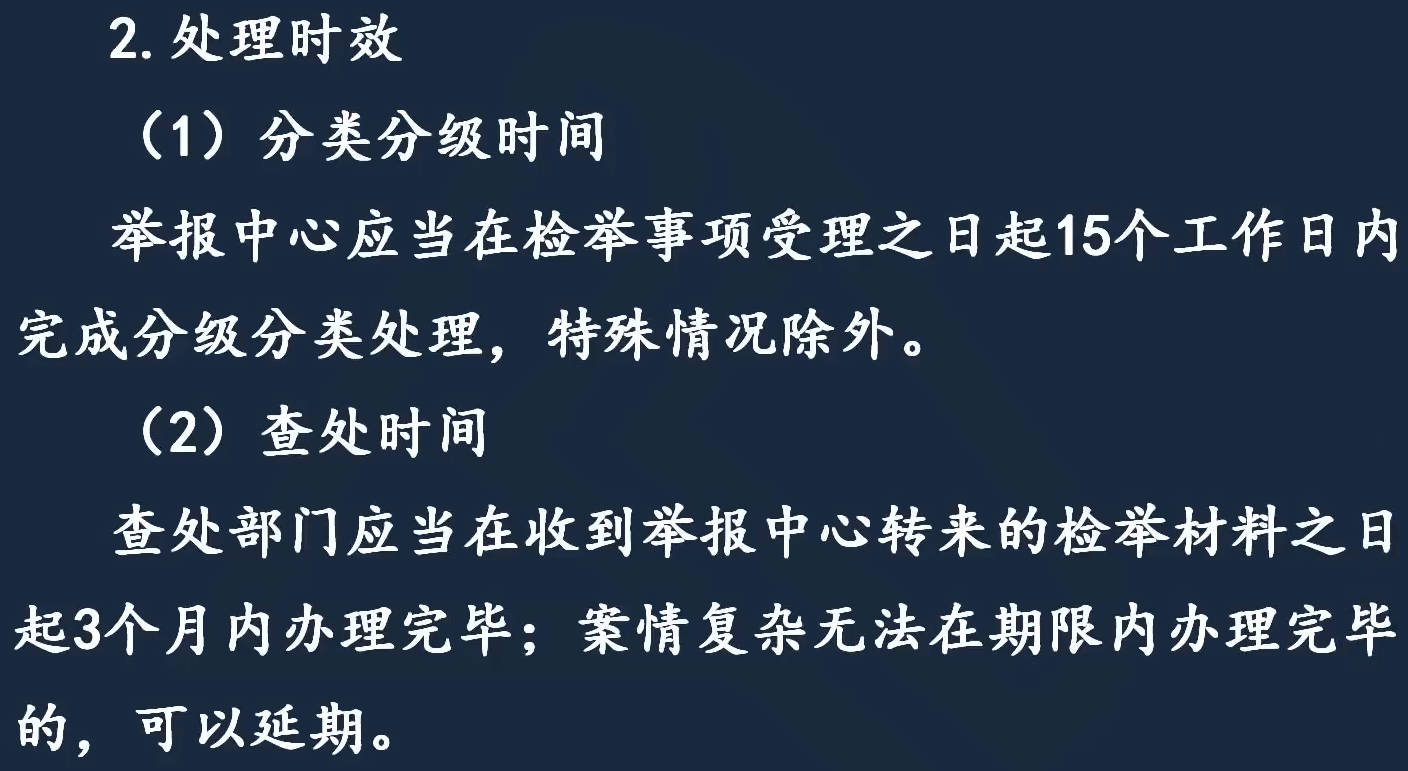 2.处理时效
（1）分类分级时间
举报中心应当在检举事项受理之日起15个工作日内
完成分级分类处理，特殊情况除外。
（2）查处时间
查处部门应当在收到举报中心转来的检举材料之日
起3个月内办理完毕；案情复杂无法在期限内办理完毕
的，可以延期。